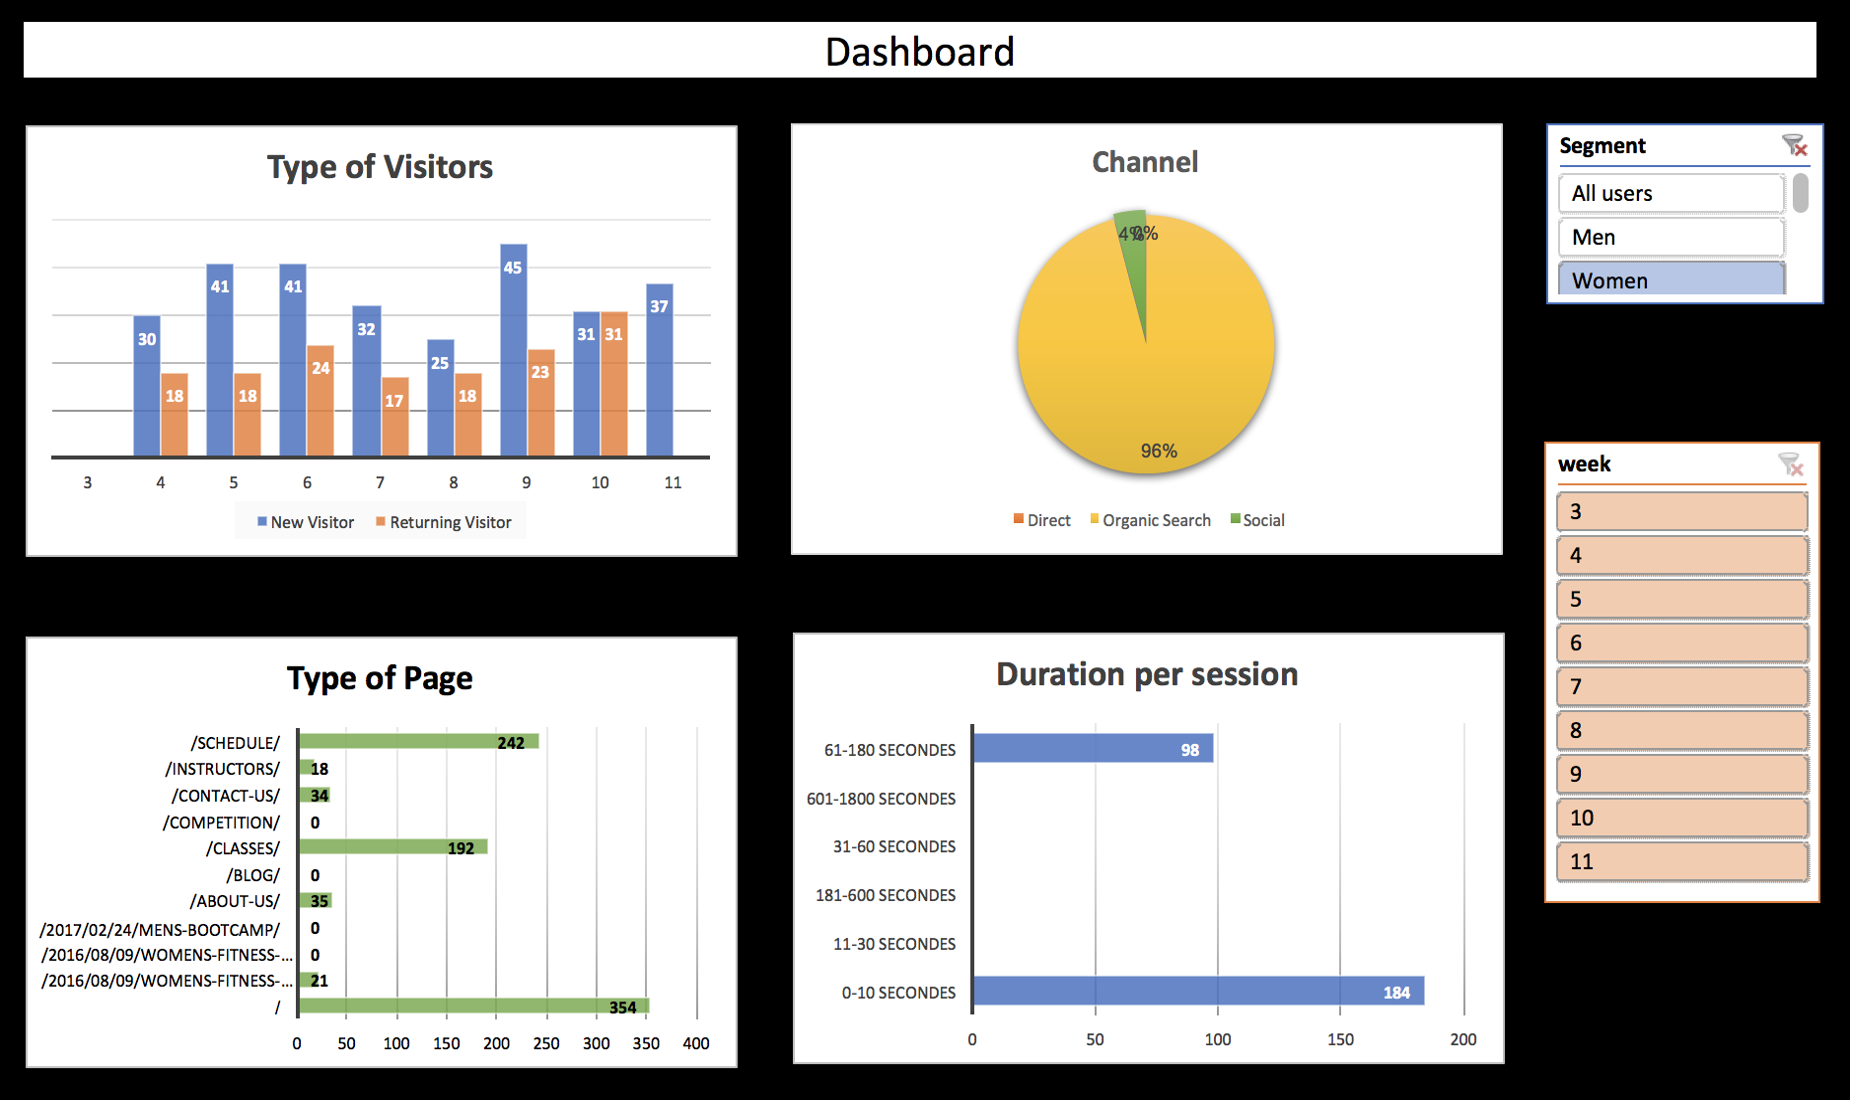 Dashboard
Type of Visitors
30
18
41
18
41
24
32
17
25
18
45
23
31
31
37
3 4 5 6 7 8 9 10 11
New Visitor Returning Visitor
Channel
4% 0%
96%
Direct Organic Search Social
Segment
All users
Men
Women
week
3
4
5
6
7
8
9
10
11
Type of Page
/SCHEDULE/ 242
/INSTRUCTORS/ 18
/CONTACT-US/ 34
/COMPETITION/ 0
/CLASSES/ 192
/BLOG/ 0
/ABOUT-US/ 35
/2017/02/24/MENS-BOOTCAMP/ 0
/2016/08/09/WOMENS-FITNESS-... 0
/2016/08/09/WOMENS-FITNESS-... 21
/ 354
0 50 100 150 200 250 300 350 400
Duration per session
61-180 SECONDES 98
601-1800 SECONDES
31-60 SECONDES
181-600 SECONDES
11-30 SECONDES
0-10 SECONDES 184
0 50 100 150 200